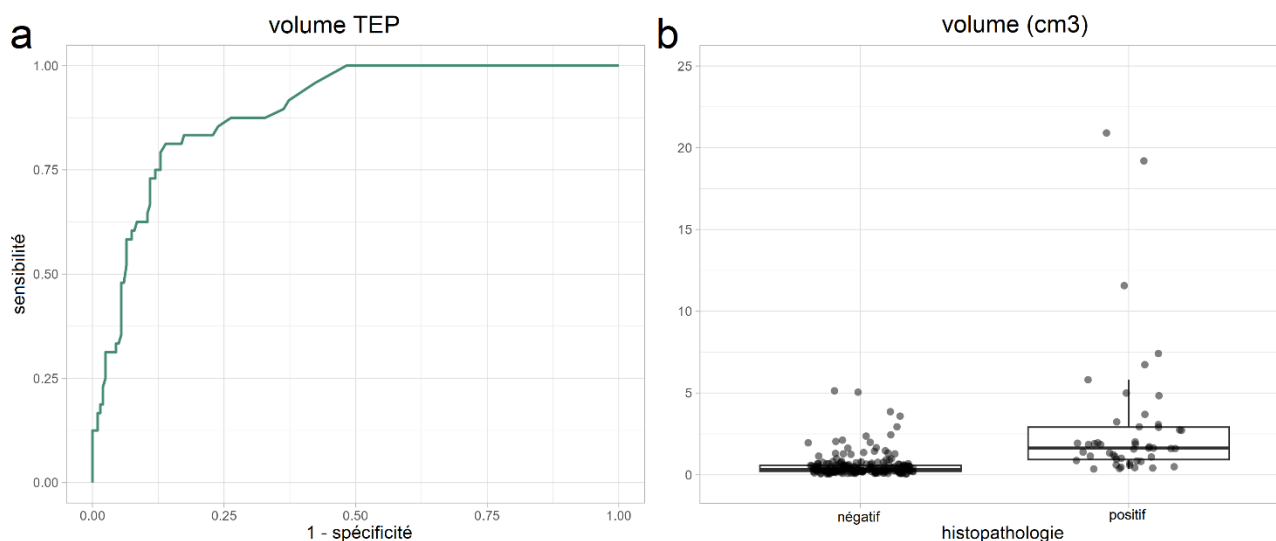 a
volume TEP
1.00
0.75
0.50
0.25
0.00
sensibilité
0.00 0.25 0.50 0.75 1.00
1 - spécificité
b
volume (cm3)
25
20
15
10
5
0
négatif positif
histopathologie